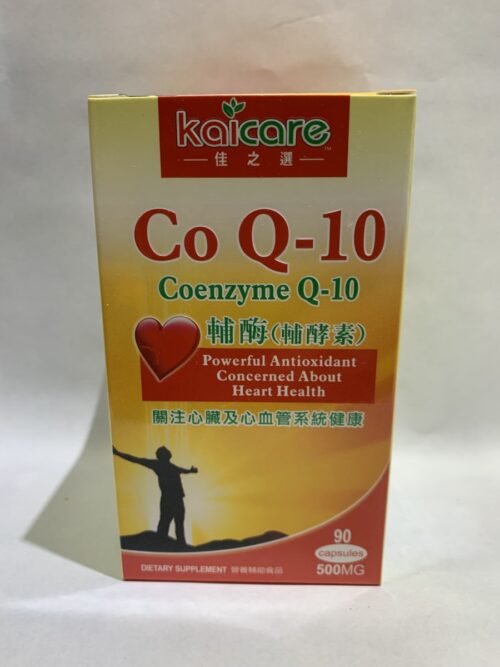 kaicare
TM
佳之選
Co Q-10
Coenzyme Q-10
輔酶(輔酵素)
Powerful Antioxidant
Concerned About
Heart Health
關注心臟及心血管系統健康
90
capsules
500MG
DIETARY SUPPLEMENT 營養輔助食品